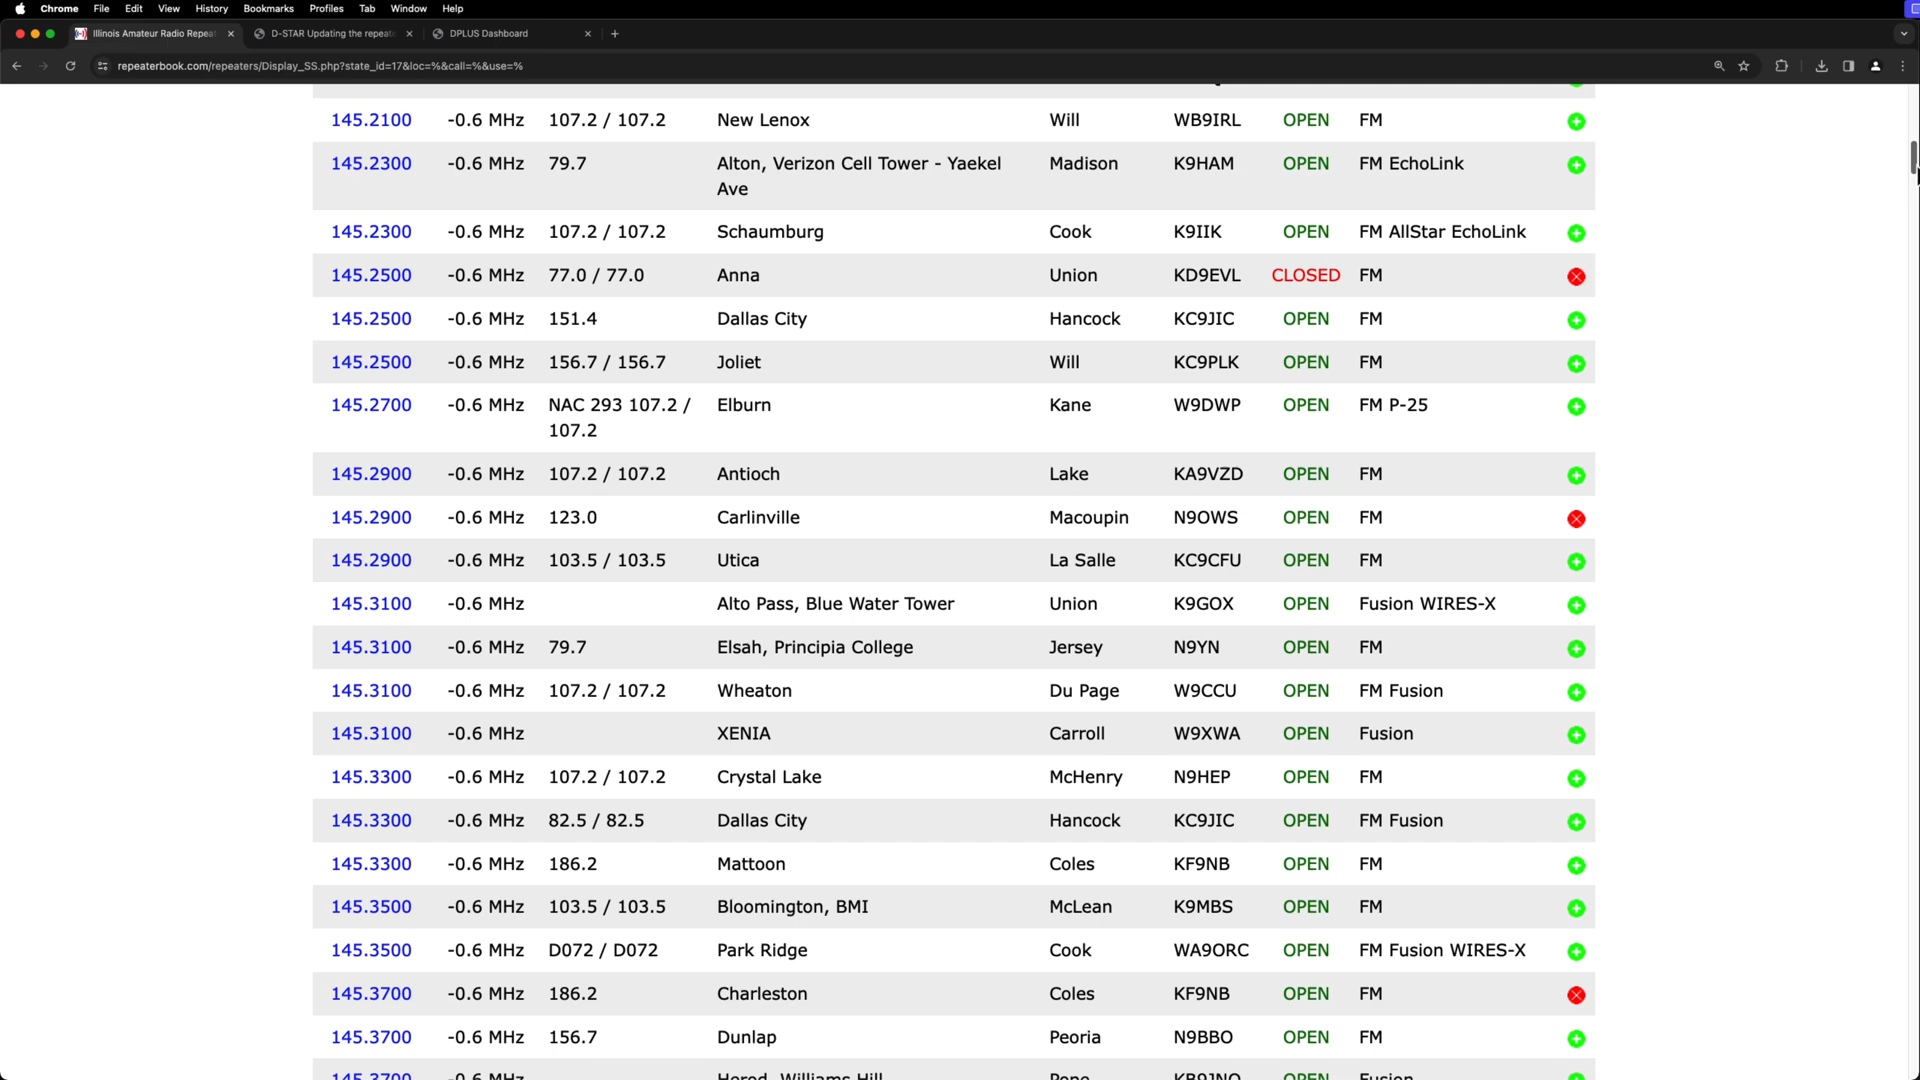 Chrome File Edit View History Bookmarks Profiles Tab Window Help
Illinois Amateur Radio Repea D-STAR Updating the repeate DPLUS Dashboard
repeaterbook.com/repeaters/Display_SS.php?state_id=17&loc=%&call=%&use=%
145.2100 -0.6 MHz 107.2 / 107.2 New Lenox Will WB9IRL OPEN FM
145.2300 -0.6 MHz 79.7 Alton, Verizon Cell Tower - Yaekel Madison K9HAM OPEN FM EchoLink
Ave
145.2300 -0.6 MHz 107.2 / 107.2 Schaumburg Cook K9IIK OPEN FM AllStar EchoLink
145.2500 -0.6 MHz 77.0 / 77.0 Anna Union KD9EVL CLOSED FM
145.2500 -0.6 MHz 151.4 Dallas City Hancock KC9JIC OPEN FM
145.2500 -0.6 MHz 156.7 / 156.7 Joliet Will KC9PLK OPEN FM
145.2700 -0.6 MHz NAC 293 107.2 / Elburn Kane W9DWP OPEN FM P-25
107.2
145.2900 -0.6 MHz 107.2 / 107.2 Antioch Lake KA9VZD OPEN FM
145.2900 -0.6 MHz 123.0 Carlinville Macoupin N9OWS OPEN FM
145.2900 -0.6 MHz 103.5 / 103.5 Utica La Salle KC9CFU OPEN FM
145.3100 -0.6 MHz Alto Pass, Blue Water Tower Union K9GOX OPEN Fusion WIRES-X
145.3100 -0.6 MHz 79.7 Elsah, Principia College Jersey N9YN OPEN FM
145.3100 -0.6 MHz 107.2 / 107.2 Wheaton Du Page W9CCU OPEN FM Fusion
145.3100 -0.6 MHz XENIA Carroll W9XWA OPEN Fusion
145.3300 -0.6 MHz 107.2 / 107.2 Crystal Lake McHenry N9HEP OPEN FM
145.3300 -0.6 MHz 82.5 / 82.5 Dallas City Hancock KC9JIC OPEN FM Fusion
145.3300 -0.6 MHz 186.2 Mattoon Coles KF9NB OPEN FM
145.3500 -0.6 MHz 103.5 / 103.5 Bloomington, BMI McLean K9MBS OPEN FM
145.3500 -0.6 MHz D072 / D072 Park Ridge Cook WA9ORC OPEN FM Fusion WIRES-X
145.3700 -0.6 MHz 186.2 Charleston Coles KF9NB OPEN FM
145.3700 -0.6 MHz 156.7 Dunlap Peoria N9BBO OPEN FM
145.3700 -0.6 MHz Herod, Williams Hill Pope KB9JNO OPEN Fusion